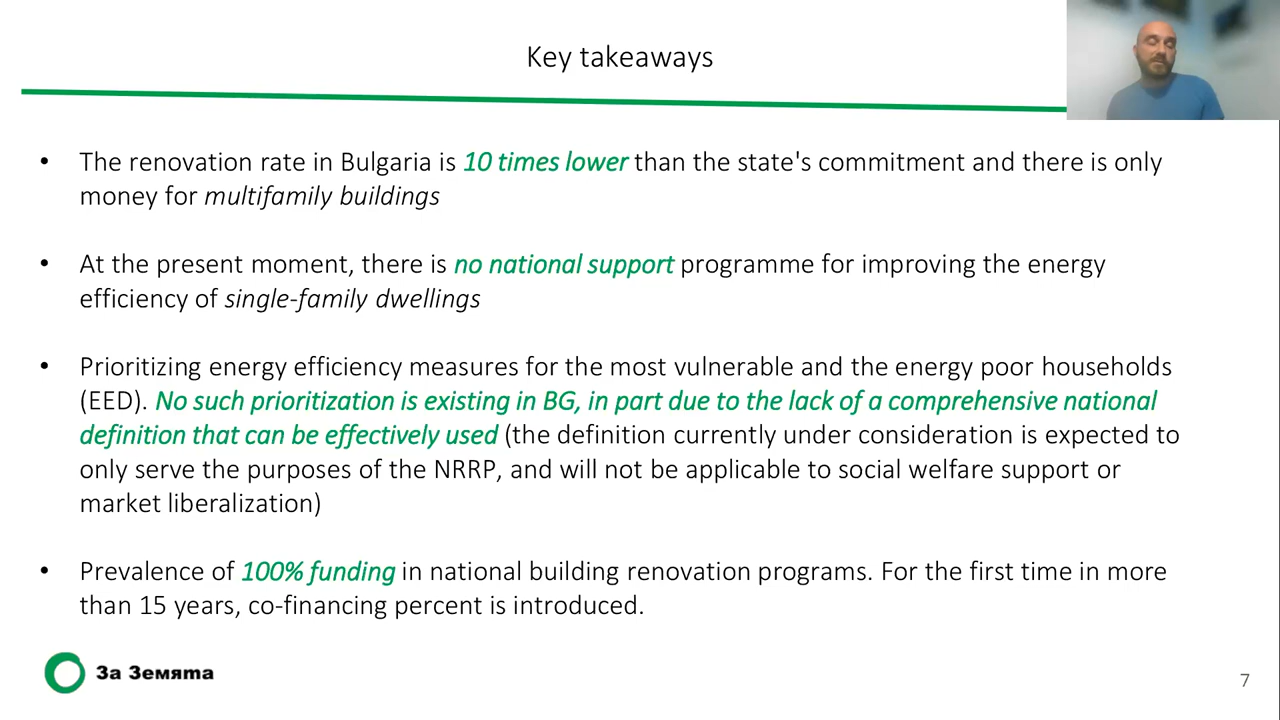 Key takeaways
• The renovation rate in Bulgaria is 10 times lower than the state's commitment and there is only
money for multifamily buildings
• At the present moment, there is no national support programme for improving the energy
efficiency of single-family dwellings
• Prioritizing energy efficiency measures for the most vulnerable and the energy poor households
(EED). No such prioritization is existing in BG, in part due to the lack of a comprehensive national
definition that can be effectively used (the definition currently under consideration is expected to
only serve the purposes of the NRRP, and will not be applicable to social welfare support or
market liberalization)
• Prevalence of 100% funding in national building renovation programs. For the first time in more
than 15 years, co-financing percent is introduced.
За Земята
7